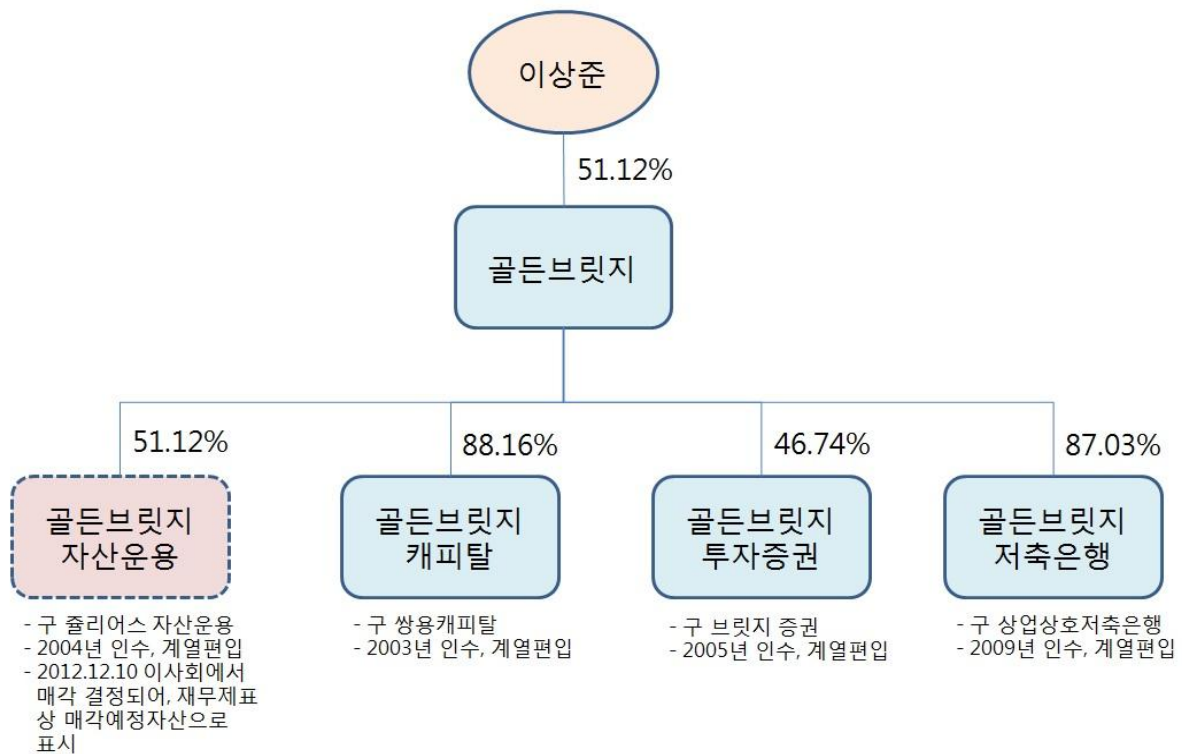 이상준
51.12%
골든브릿지
51.12%
88.16%
46.74%
87.03%
골든브릿지
자산운용
골든브릿지
캐피탈
골든브릿지
투자증권
골든브릿지
저축은행
- 구 쥴리어스 자산운용
- 2004년 인수, 계열편입
- 2012.12.10 이사회에서
매각 결정되어, 재무제표
상 매각예정자산으로
표시
- 구 쌍용캐피탈
- 2003년 인수, 계열편입
- 구 브릿지 증권
- 2005년 인수, 계열편입
- 구 상업상호저축은행
- 2009년 인수, 계열편입